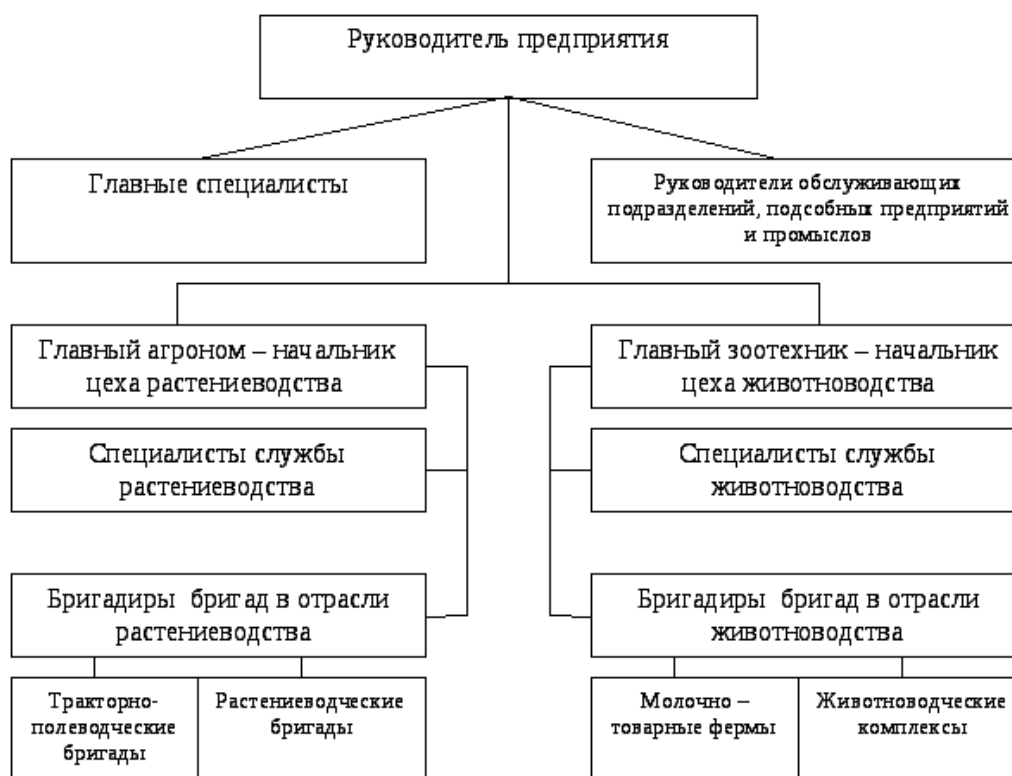 Руководитель предприятия
Главные специалисты
Руководители обслуживающих
подразделений, подсобных предприятий
и промыслов
Главный агроном – начальник
цеха растениеводства
Главный зоотехник – начальник
цеха животноводства
Специалисты службы
растениеводства
Специалисты службы
животноводства
Бригадиры бригад в отрасли
растениеводства
Бригадиры бригад в отрасли
животноводства
Тракторно-
полеводческие
бригады
Растениеводческие
бригады
Молочно –
товарные фермы
Животноводческие
комплексы